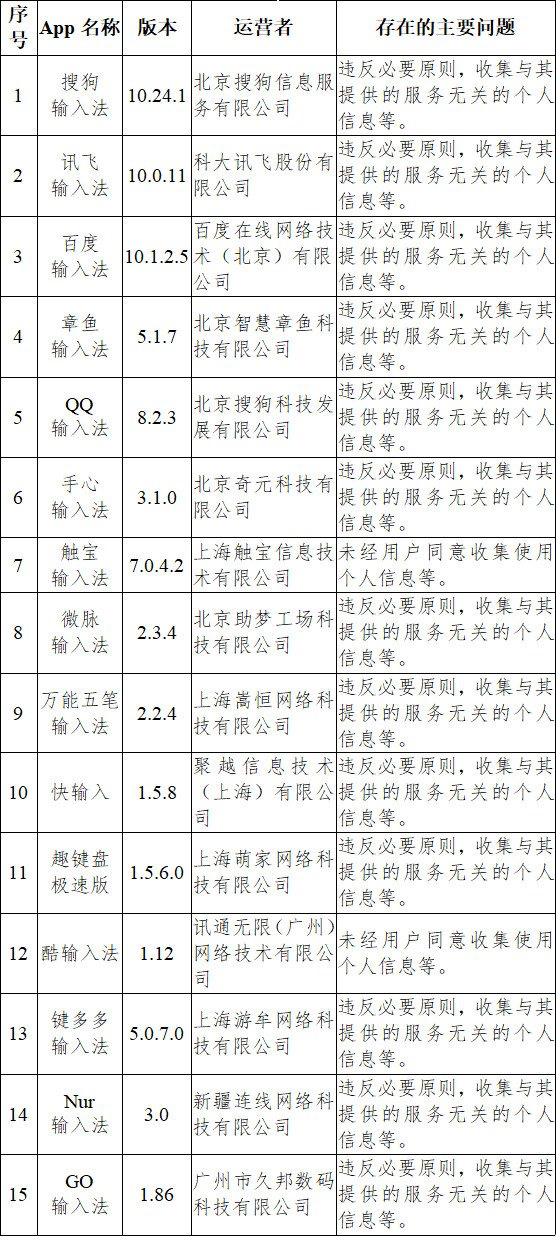 序号 App 名称 版本 运营者 存在的主要问题
1 搜狗 输入法 10.24.1 北京搜狗信息服务有限公司 违反必要原则，收集与其提供的服务无关的个人信息等。
2 讯飞 输入法 10.0.11 科大讯飞股份有限公司 违反必要原则，收集与其提供的服务无关的个人信息等。
3 百度 输入法 10.1.2.5 百度在线网络技术（北京）有限公司 违反必要原则，收集与其提供的服务无关的个人信息等。
4 章鱼 输入法 5.1.7 北京智慧章鱼科技有限公司 违反必要原则，收集与其提供的服务无关的个人信息等。
5 QQ 输入法 8.2.3 北京搜狗科技发展有限公司 违反必要原则，收集与其提供的服务无关的个人信息等。
6 手心 输入法 3.1.0 北京奇元科技有限公司 违反必要原则，收集与其提供的服务无关的个人信息等。
7 触宝 输入法 7.0.4.2 上海触宝信息技术有限公司 未经用户同意收集使用个人信息等。
8 微脉 输入法 2.3.4 北京助梦工场科技有限公司 违反必要原则，收集与其提供的服务无关的个人信息等。
9 万能五笔 输入法 2.2.4 上海嵩恒网络科技有限公司 违反必要原则，收集与其提供的服务无关的个人信息等。
10 快输入 1.5.8 聚越信息技术（上海）有限公司 违反必要原则，收集与其提供的服务无关的个人信息等。
11 趣键盘 极速版 1.5.6.0 上海萌家网络科技有限公司 违反必要原则，收集与其提供的服务无关的个人信息等。
12 酷输入法 1.12 讯通无限（广州）网络技术有限公司 未经用户同意收集使用个人信息等。
13 键多多 输入法 5.0.7.0 上海游牟网络科技有限公司 违反必要原则，收集与其提供的服务无关的个人信息等。
14 Nur 输入法 3.0 新疆连线网络科技有限公司 违反必要原则，收集与其提供的服务无关的个人信息等。
15 GO 输入法 1.86 广州市久邦数码科技有限公司 违反必要原则，收集与其提供的服务无关的个人信息等。